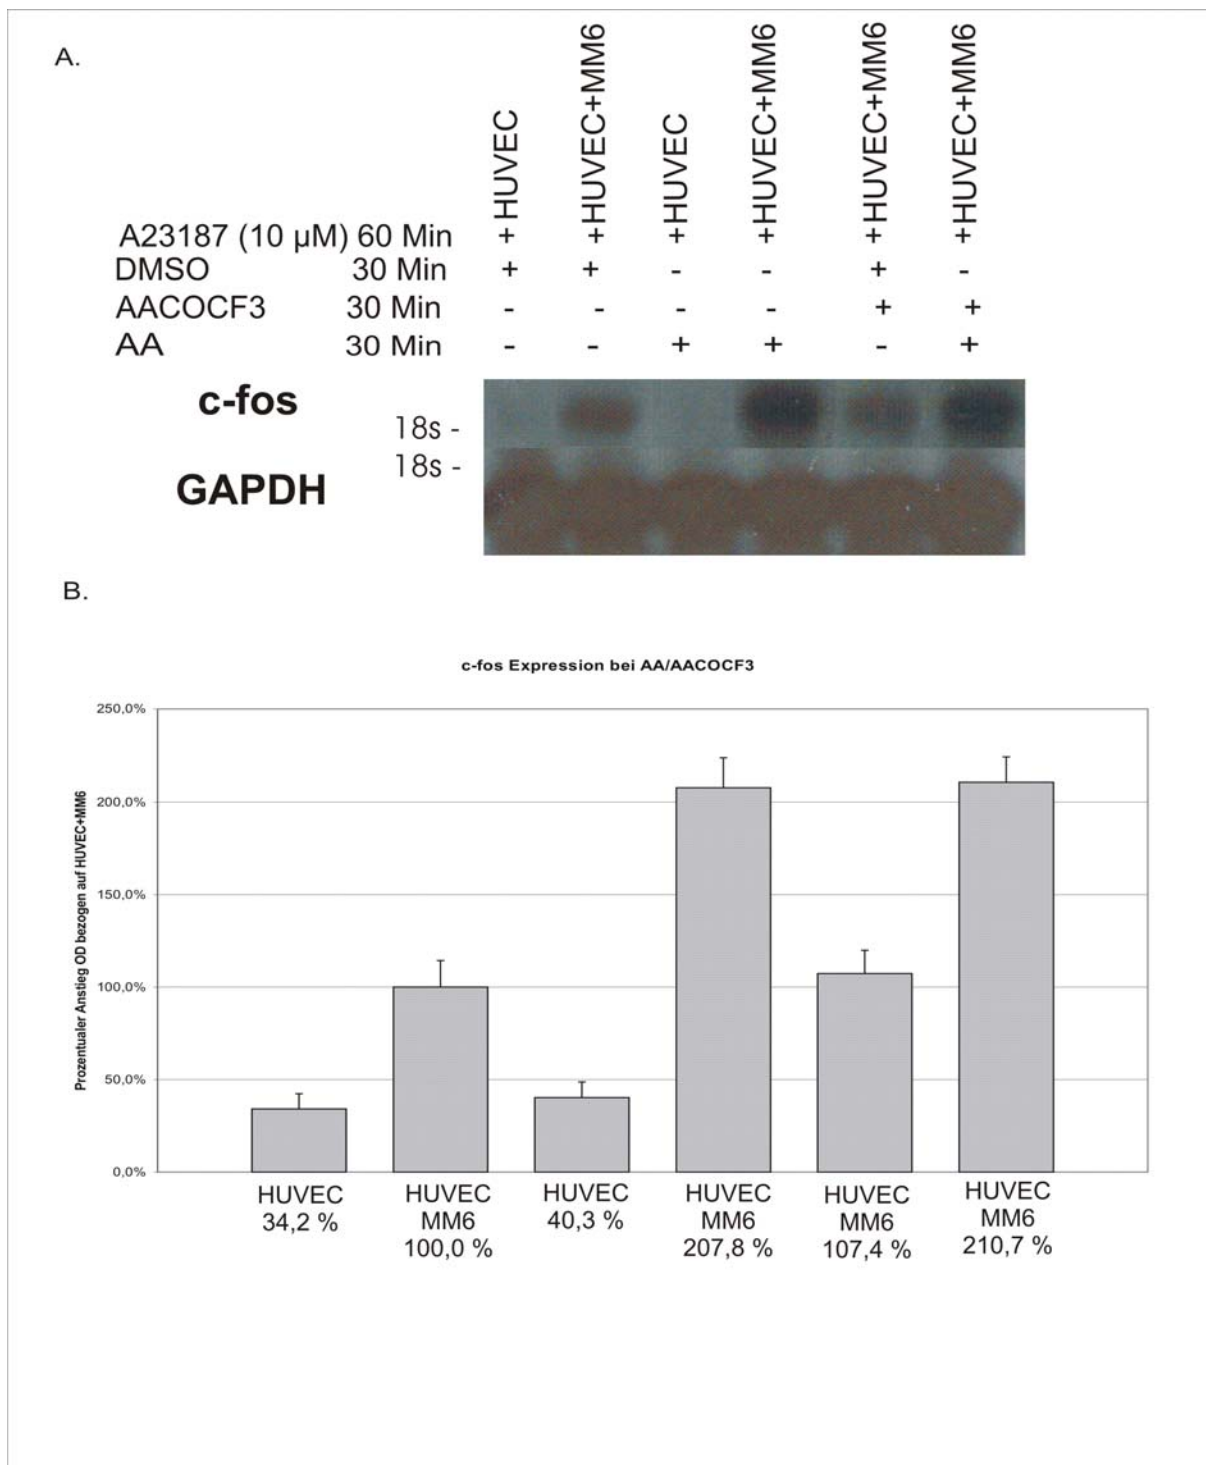 A.
+HUVEC
+HUVEC+MM6
+HUVEC
+HUVEC+MM6
+HUVEC+MM6
+HUVEC+MM6
A23187 (10 µM) 60 Min
DMSO 30 Min + + - - + -
AACOCF3 30 Min - - - - + +
AA 30 Min - - + + - +
c-fos
18s -
18s -
GAPDH
B.
c-fos Expression bei AA/AACOCF3
Prozentualer Anstieg OD bezogen auf HUVEC+MM6
250,0%
200,0%
150,0%
100,0%
50,0%
0,0%
HUVEC
34,2 %
HUVEC
MM6
100,0 %
HUVEC
40,3 %
HUVEC
MM6
207,8 %
HUVEC
MM6
107,4 %
HUVEC
MM6
210,7 %